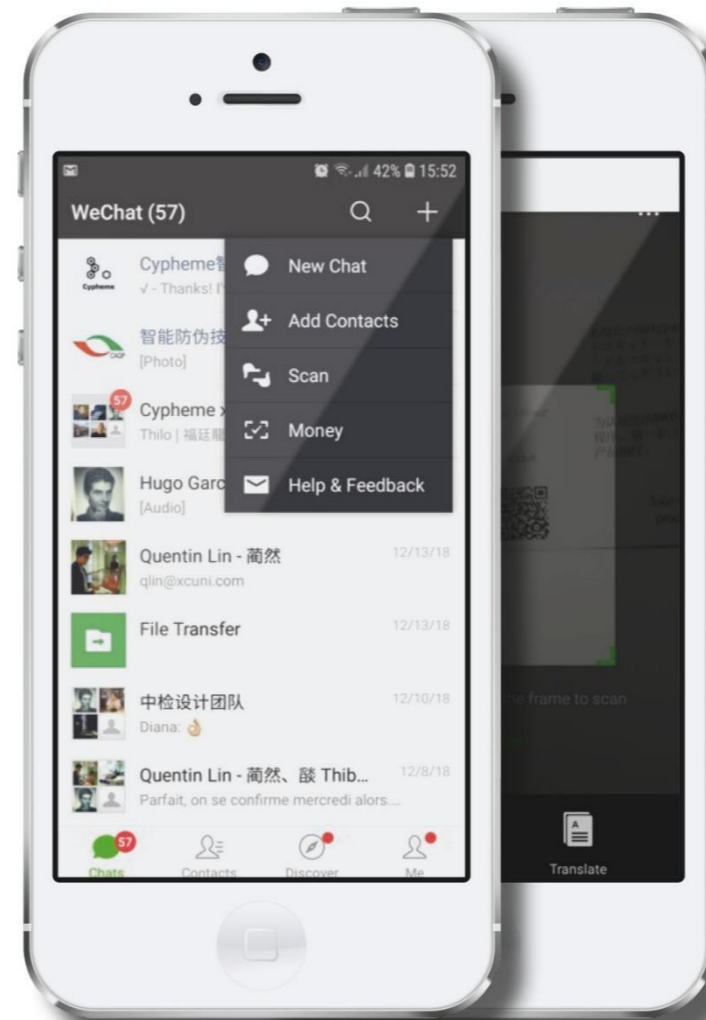 42% 15:52
WeChat (57)
Cypheme
Cypheme
√ - Thanks!
New Chat
智能防伪技
CAQP
[Photo]
Add Contacts
57
Cypheme x
Thilo | 福廷龍
Scan
Money
Hugo Garc
[Audio]
Help & Feedback
Quentin Lin - 蔺然
12/13/18
qlin@xcuni.com
File Transfer
12/13/18
中检设计团队
12/10/18
Diana: 👌🏼
Quentin Lin - 蔺然、燄 Thib...
12/8/18
Parfait, on se confirme mercredi alors....
57
Chats
Contacts
Discover
Me
the frame to scan
A
Translate